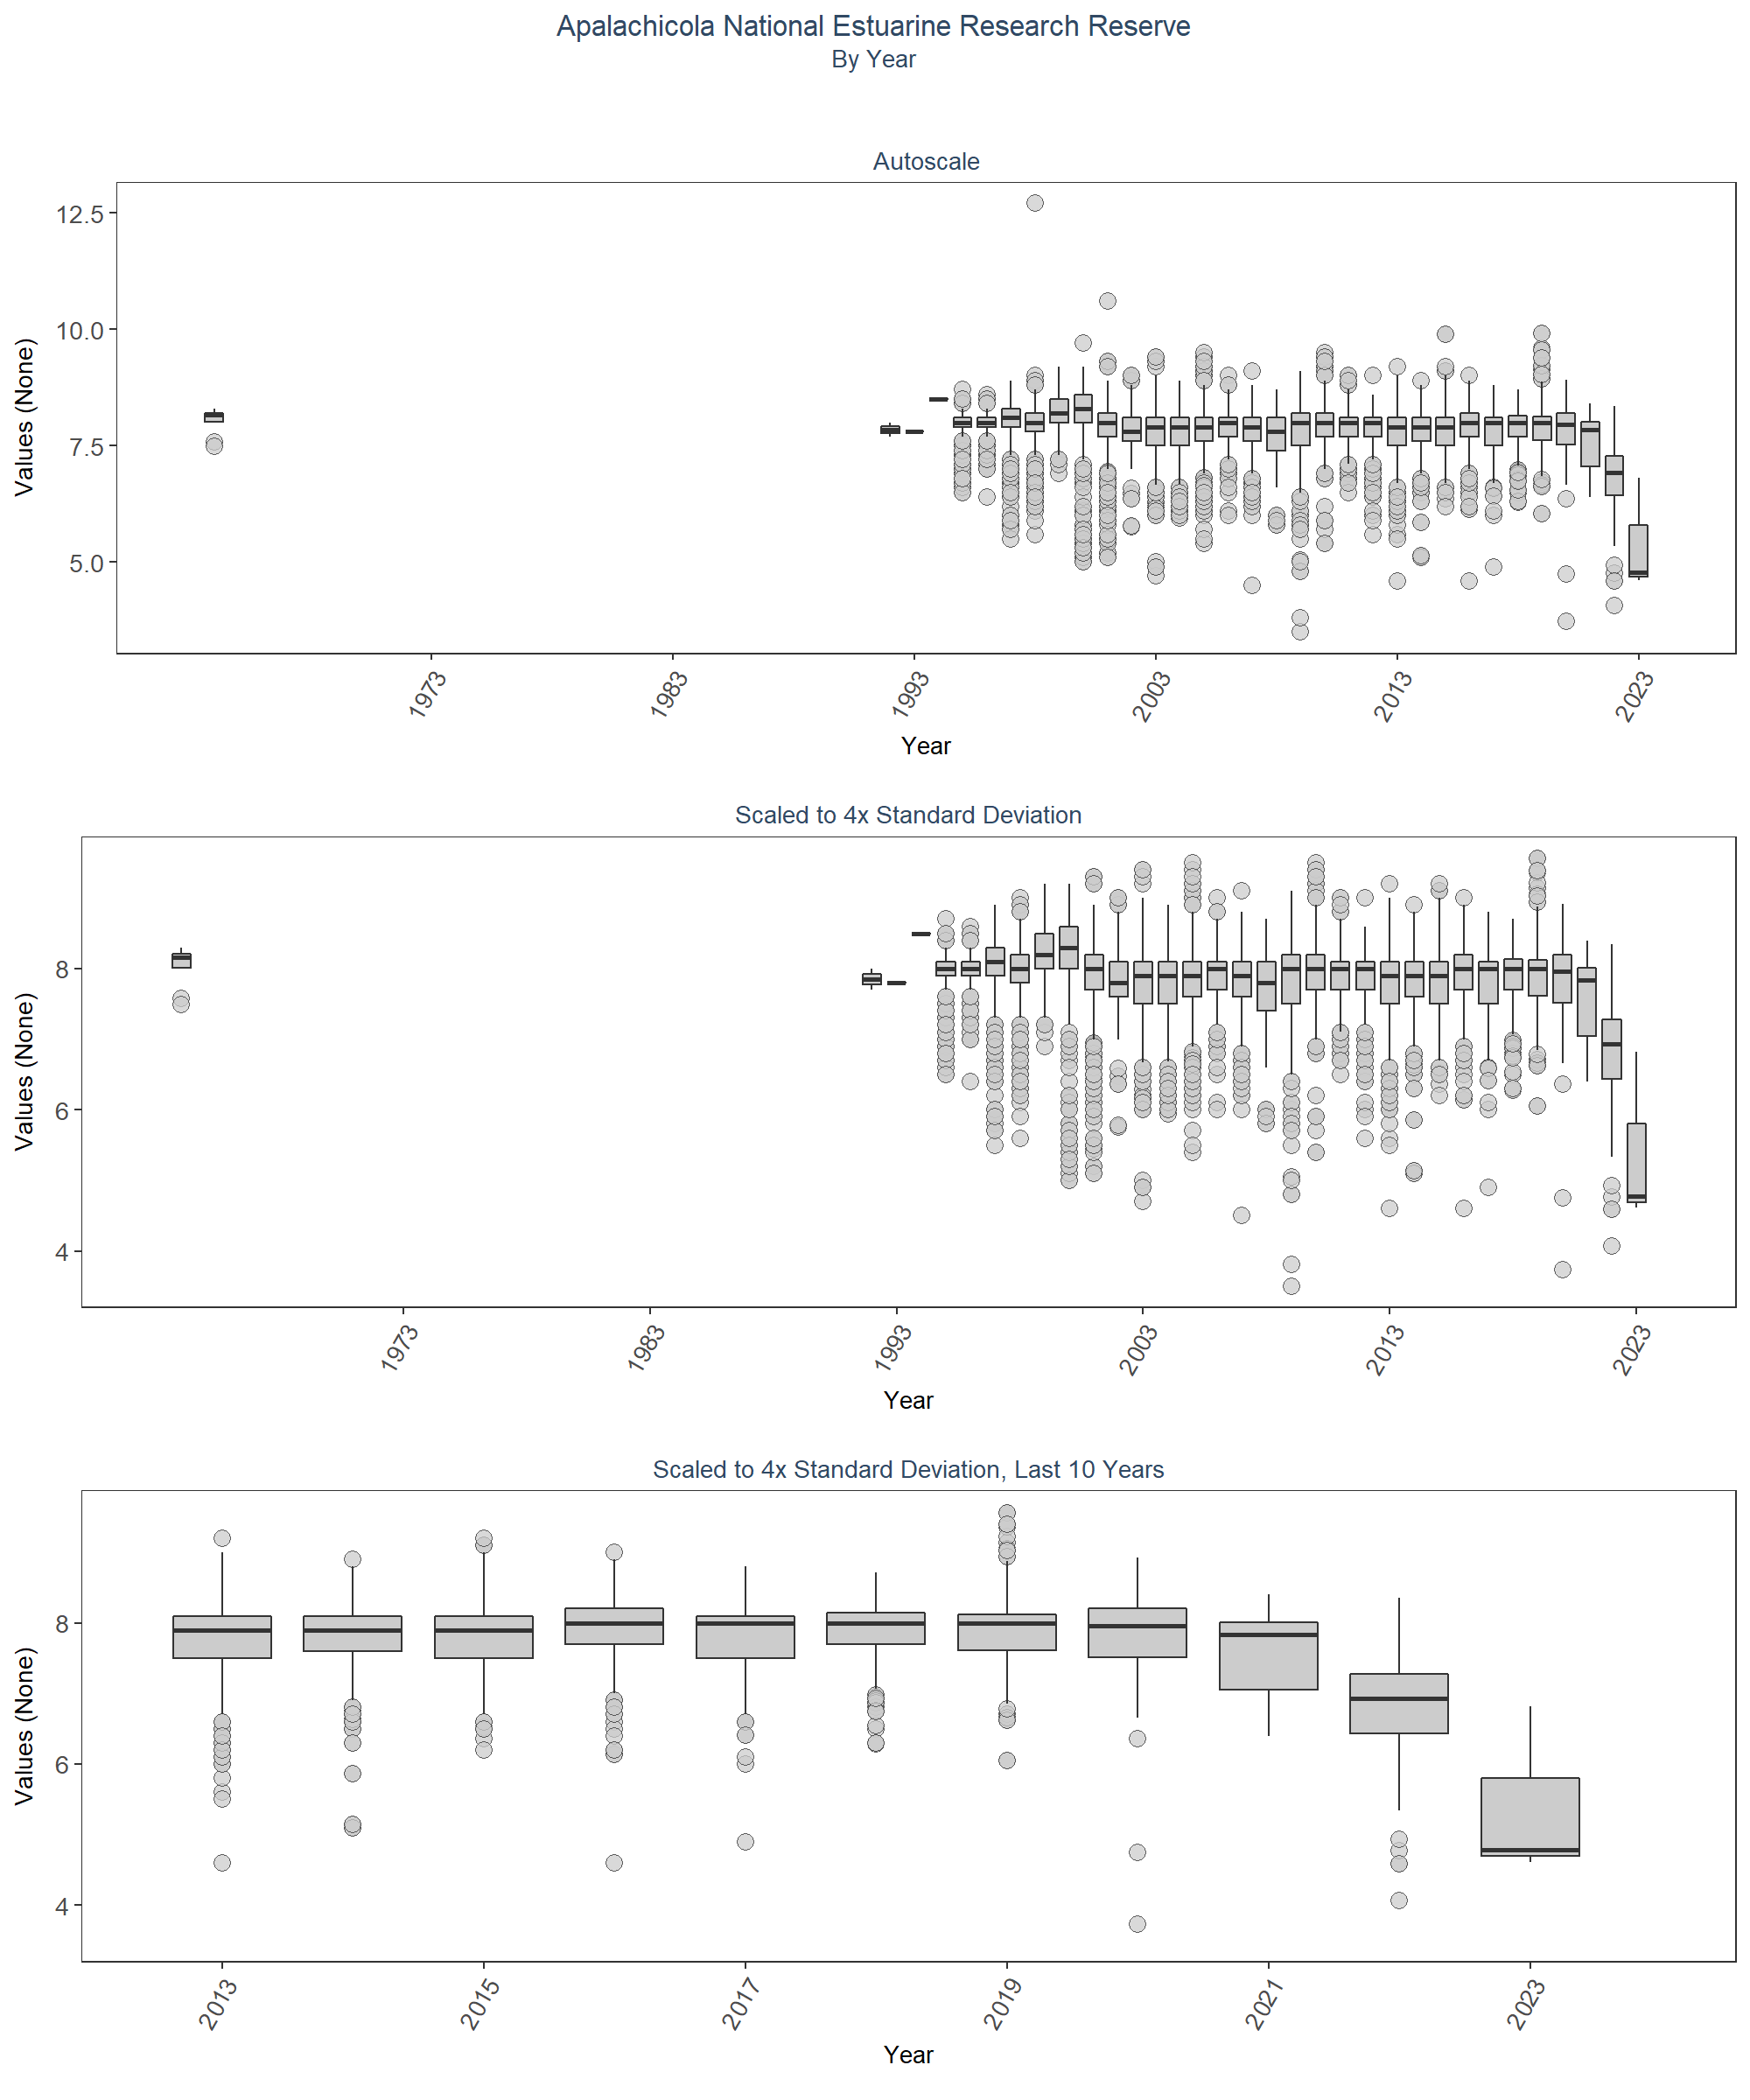 Apalachicola National Estuarine Research Reserve
By Year
Autoscale
Values (None)
12.5
10.0
7.5
5.0
1973
1983
1993
2003
2013
2023
Year
Scaled to 4x Standard Deviation
Values (None)
8
6
4
1973
1983
1993
2003
2013
2023
Year
Scaled to 4x Standard Deviation, Last 10 Years
Values (None)
8
6
4
2013
2015
2017
2019
2021
2023
Year